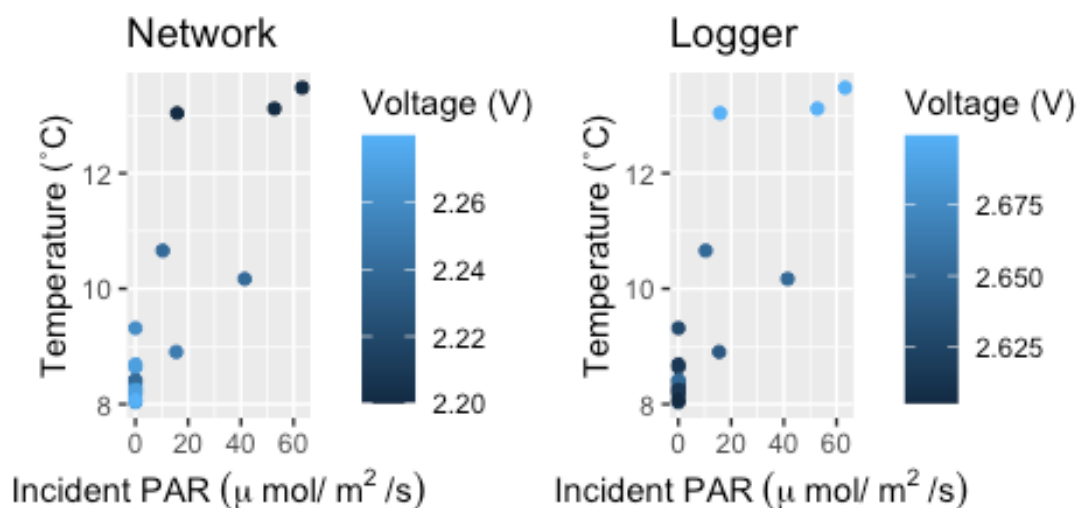 Network
Temperature (˚C)
12
10
8
0 20 40 60
Incident PAR (μ mol/ m² /s)
Voltage (V)
2.26
2.24
2.22
2.20
Logger
Temperature (˚C)
12
10
8
0 20 40 60
Incident PAR (μ mol/ m² /s)
Voltage (V)
2.675
2.650
2.625